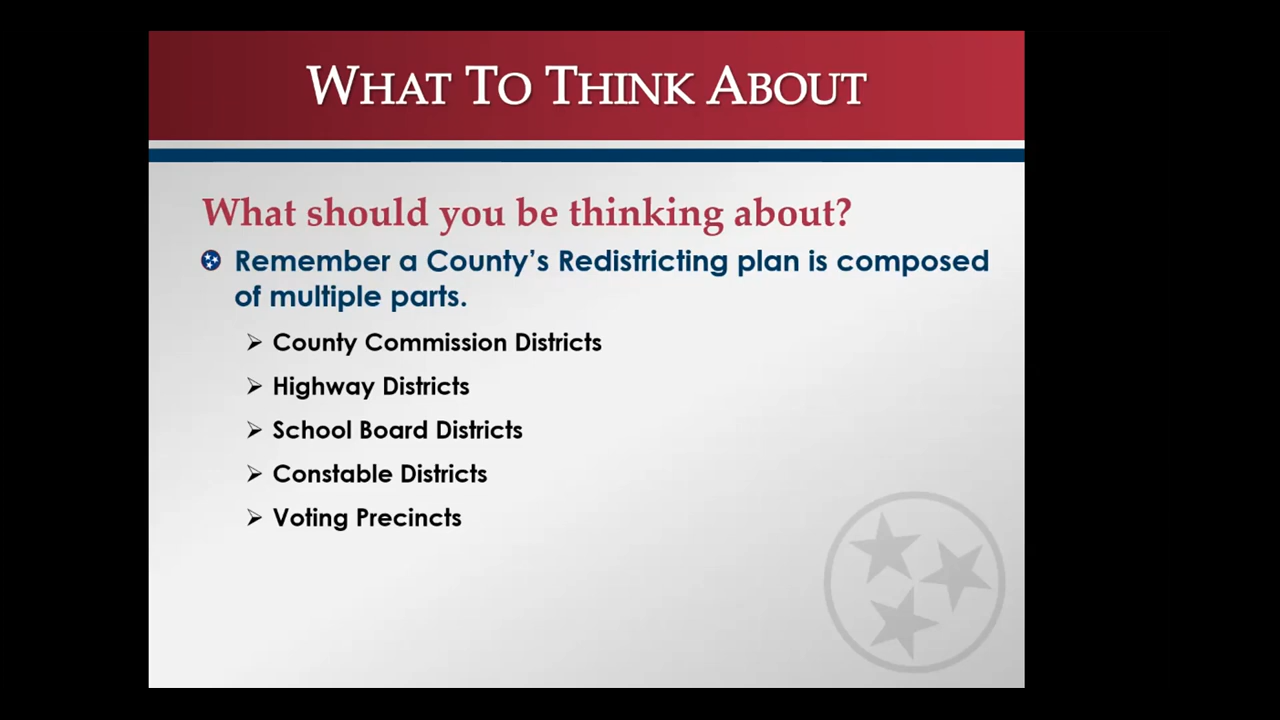 WHAT TO THINK ABOUT
What should you be thinking about?
Remember a County’s Redistricting plan is composed
of multiple parts.
County Commission Districts
Highway Districts
School Board Districts
Constable Districts
Voting Precincts